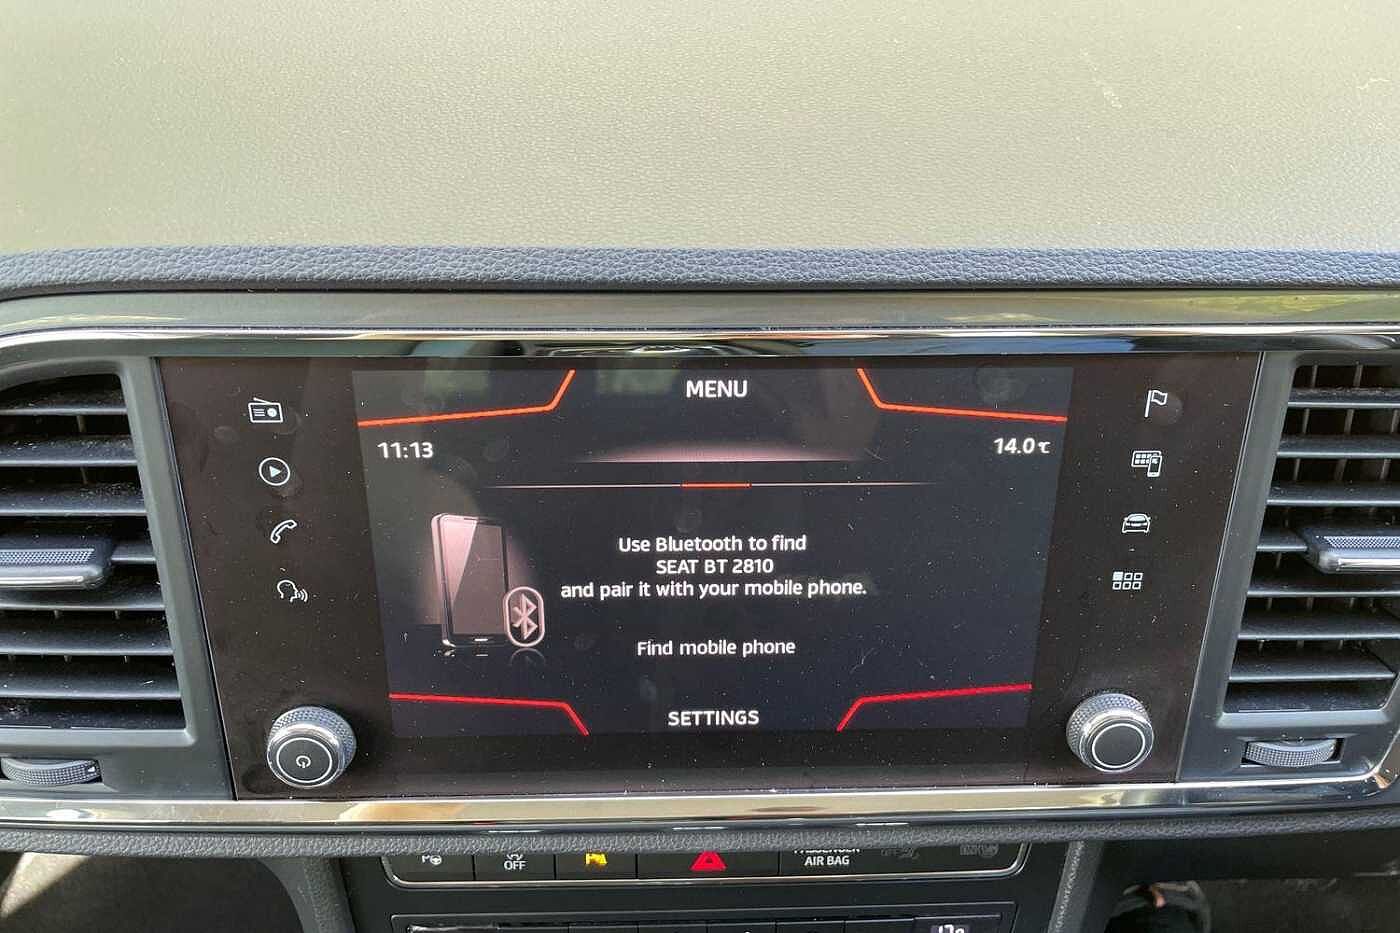 MENU
11:13
14.0℃
Use Bluetooth to find
SEAT BT 2810
and pair it with your mobile phone.
Find mobile phone
SETTINGS
OFF
PASSENGER
AIR BAG